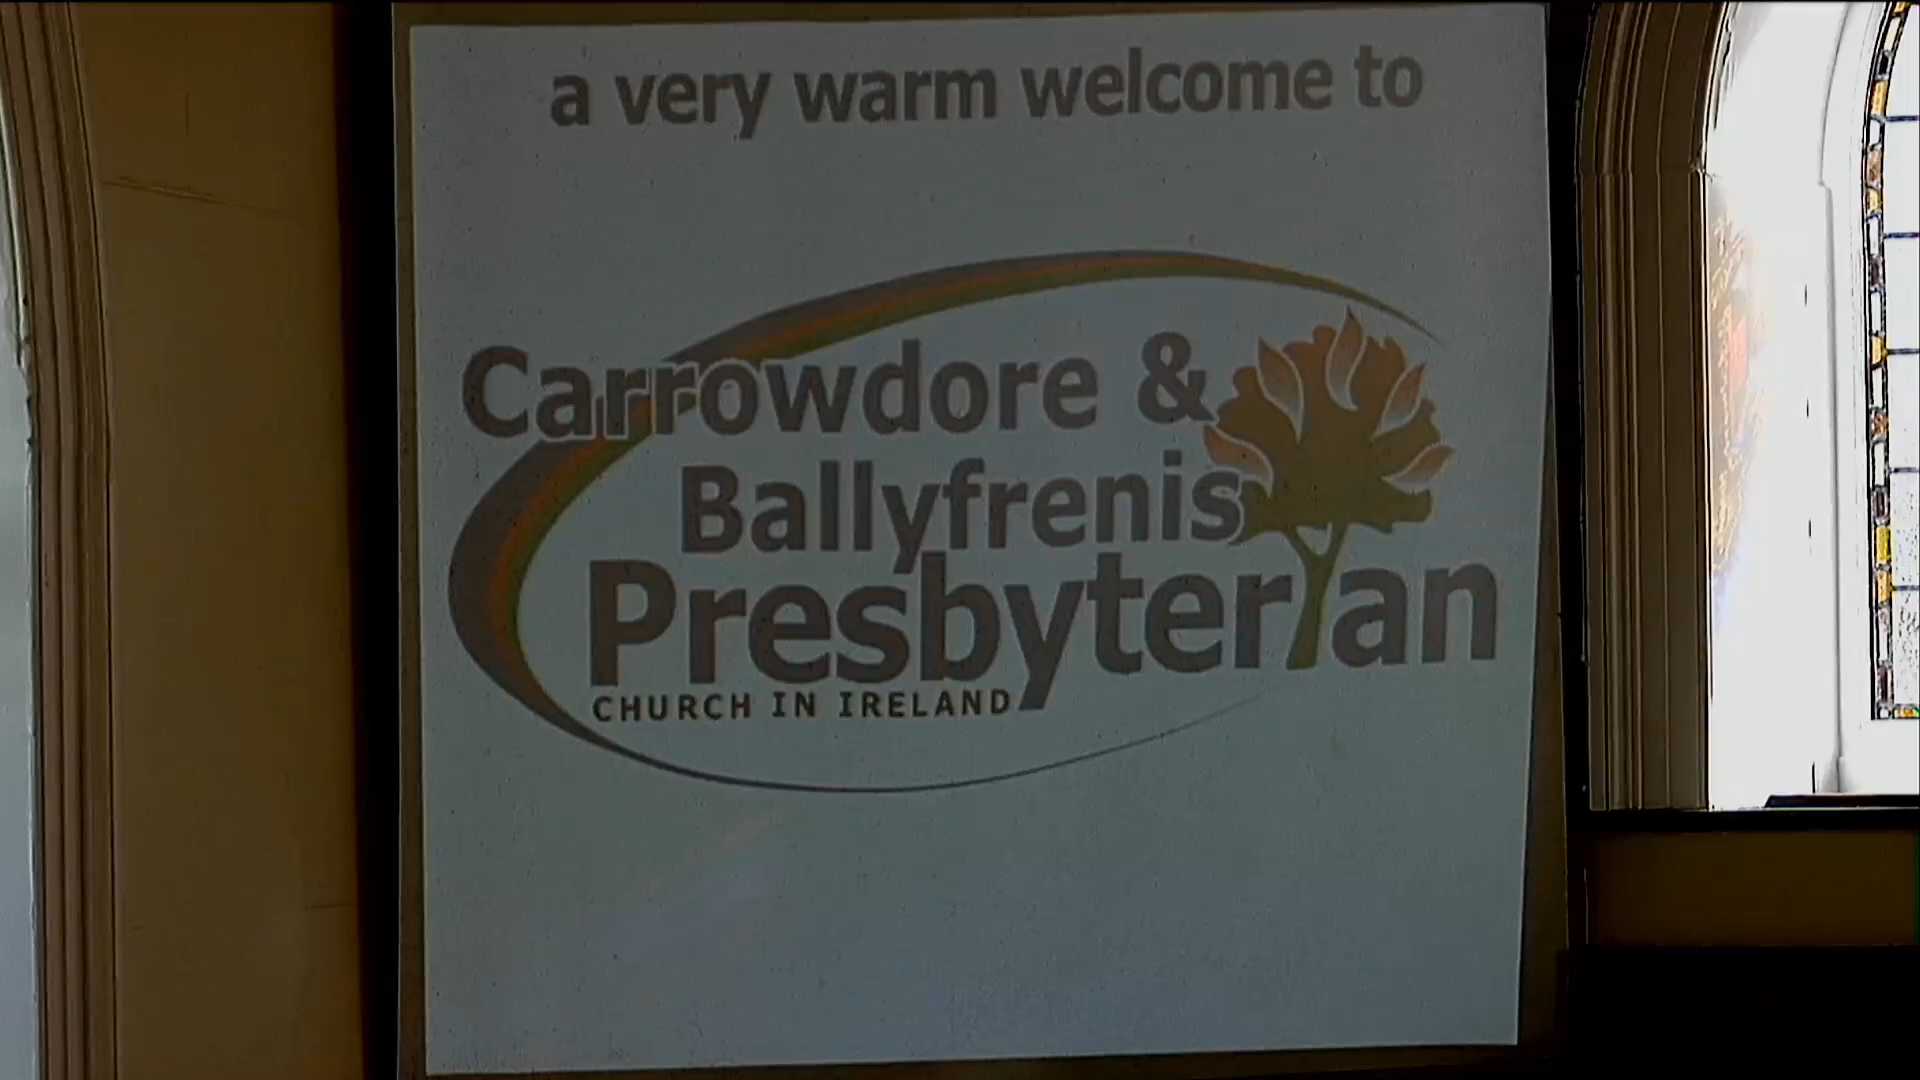 a very warm welcome to
Carrowdore &
Ballyfrenis
Presbyterian
CHURCH IN IRELAND